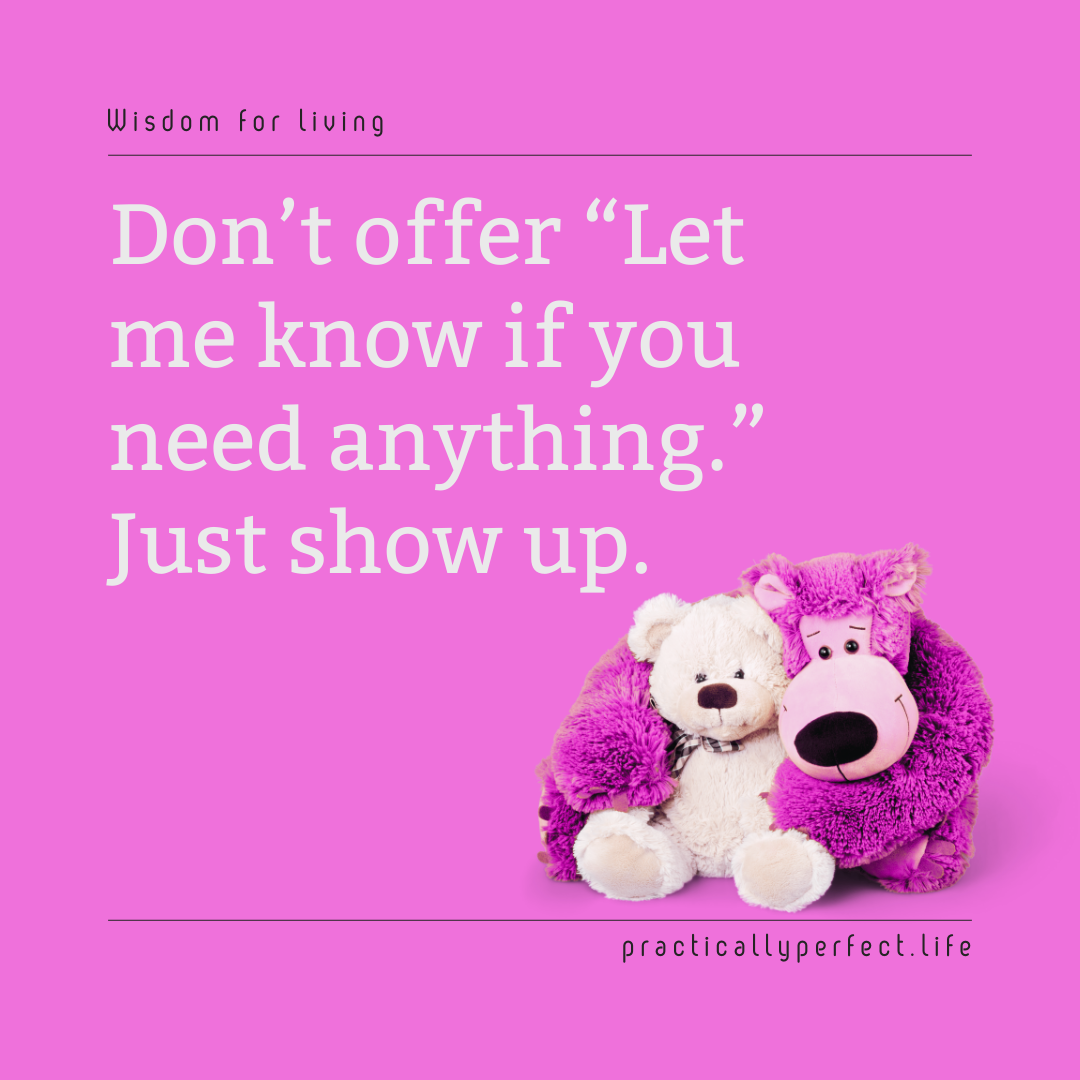 Wisdom for living
Don’t offer “Let
me know if you
need anything.”
Just show up.
practicallyperfect.life